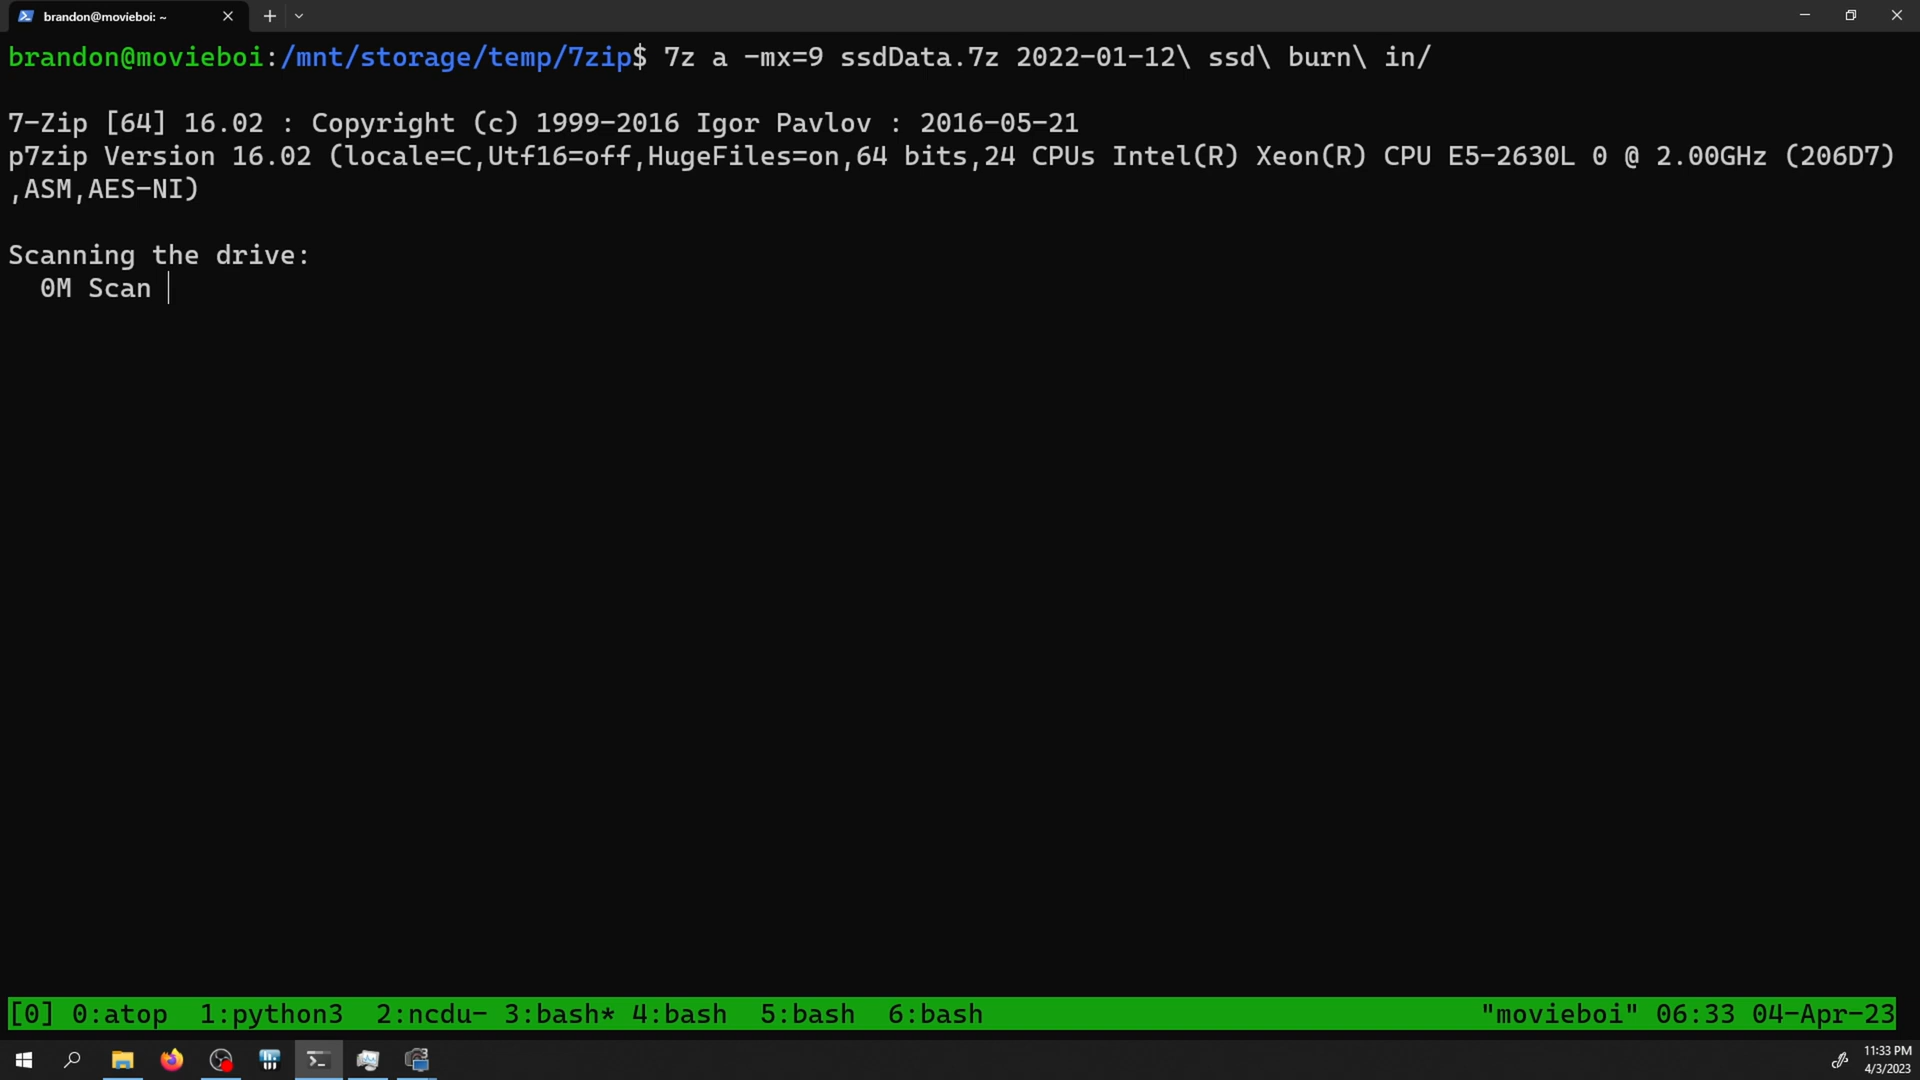 brandon@movieboi: ~
brandon@movieboi:/mnt/storage/temp/7zip$ 7z a -mx=9 ssdData.7z 2022-01-12\ ssd\ burn\ in/
7-Zip [64] 16.02 : Copyright (c) 1999-2016 Igor Pavlov : 2016-05-21
p7zip Version 16.02 (locale=C,Utf16=off,HugeFiles=on,64 bits,24 CPUs Intel(R) Xeon(R) CPU E5-2630L 0 @ 2.00GHz (206D7)
,ASM,AES-NI)
Scanning the drive:
0M Scan
[0] 0:atop  1:python3  2:ncdu- 3:bash* 4:bash  5:bash  6:bash "movieboi" 06:33 04-Apr-23
3
11:33 PM
4/3/2023